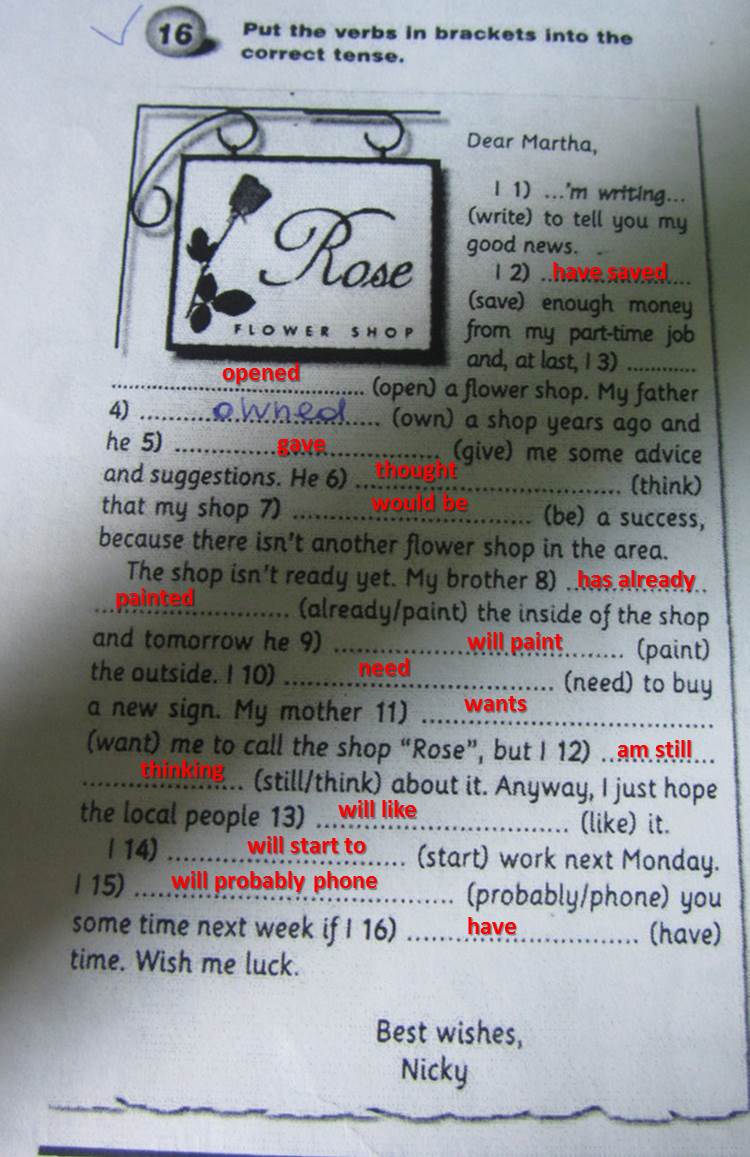 16 Put the verbs in brackets into the
correct tense.
Rose
FLOWER SHOP
Dear Martha,
I 1) ...'m writing...
(write) to tell you my
good news.
I 2) ..have saved....
(save) enough money
from my part-time job
and, at last, I 3) ...........
opened
(open) a flower shop. My father
4) ... owned .... (own) a shop years ago and
he 5) ... gave ... (give) me some advice
and suggestions. He 6) ... thought ... (think)
that my shop 7) ... would be ... (be) a success,
because there isn't another flower shop in the area.
The shop isn't ready yet. My brother 8) ..has already..
painted ... (already/paint) the inside of the shop
and tomorrow he 9) ... will paint ... (paint)
the outside. I 10) ... need ... (need) to buy
a new sign. My mother 11) ... wants ...
(want) me to call the shop "Rose", but I 12) ..am still...
thinking ... (still/think) about it. Anyway, I just hope
the local people 13) ... will like ... (like) it.
I 14) ... will start to ... (start) work next Monday.
I 15) ... will probably phone ... (probably/phone) you
some time next week if I 16) ... have ... (have)
time. Wish me luck.
Best wishes,
Nicky